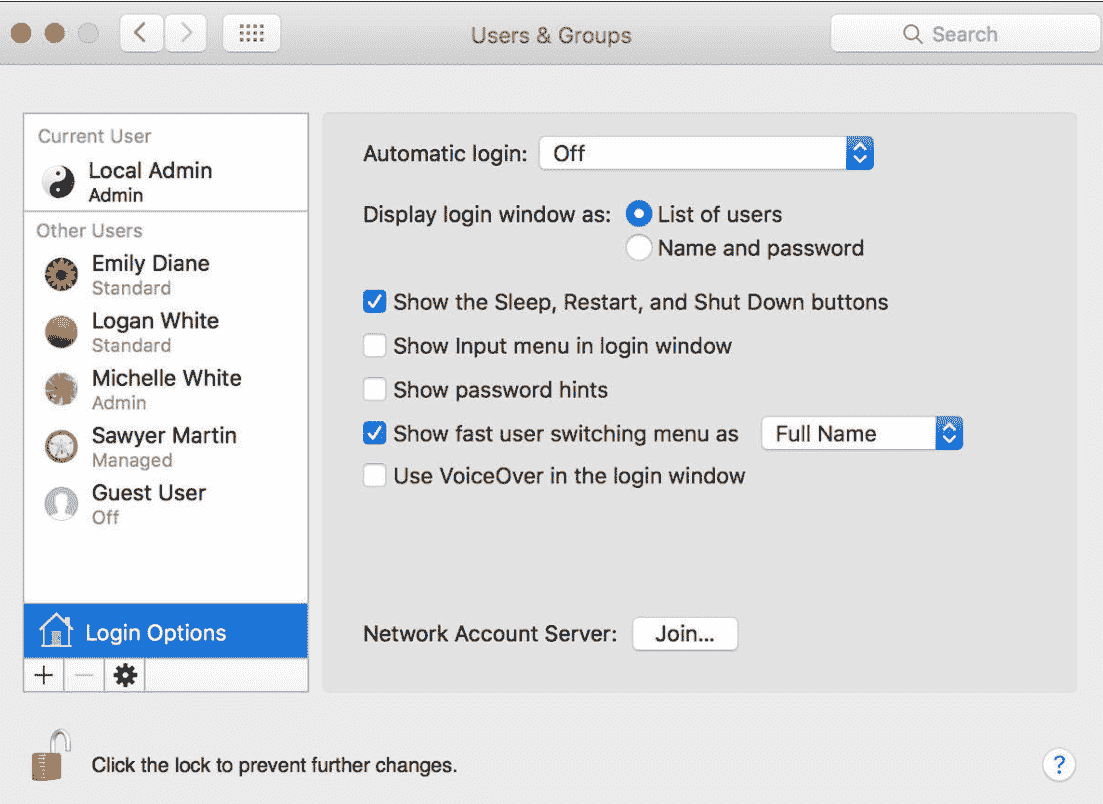 Users & Groups
Search
Current User
Local Admin
Admin
Other Users
Emily Diane
Standard
Logan White
Standard
Michelle White
Admin
Sawyer Martin
Managed
Guest User
Off
Login Options
Automatic login: Off
Display login window as: List of users
Name and password
Show the Sleep, Restart, and Shut Down buttons
Show Input menu in login window
Show password hints
Show fast user switching menu as Full Name
Use VoiceOver in the login window
Network Account Server: Join...
Click the lock to prevent further changes.
?